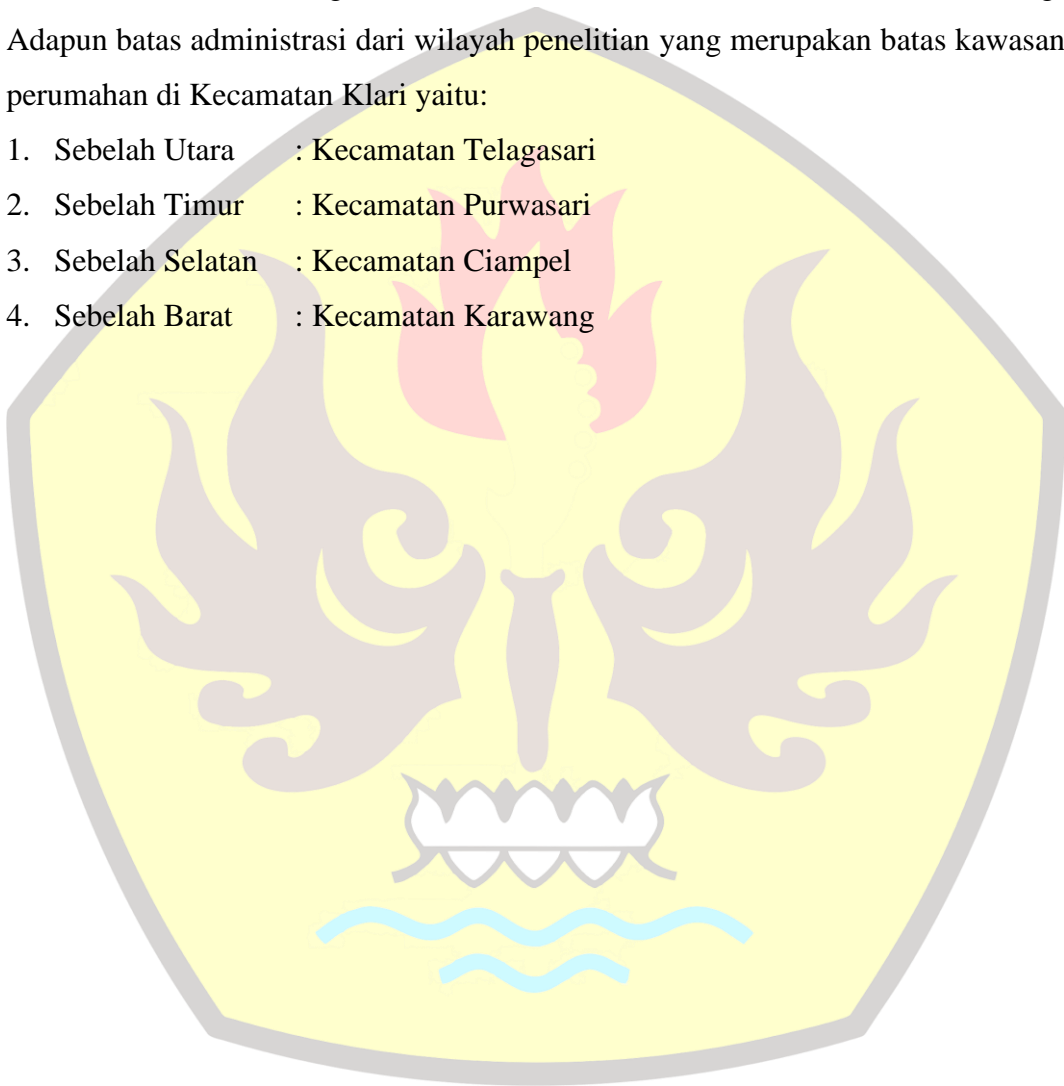 Adapun batas administrasi dari wilayah penelitian yang merupakan batas kawasan
perumahan di Kecamatan Klari yaitu:
1. Sebelah Utara : Kecamatan Telagasari
2. Sebelah Timur : Kecamatan Purwasari
3. Sebelah Selatan : Kecamatan Ciampel
4. Sebelah Barat : Kecamatan Karawang